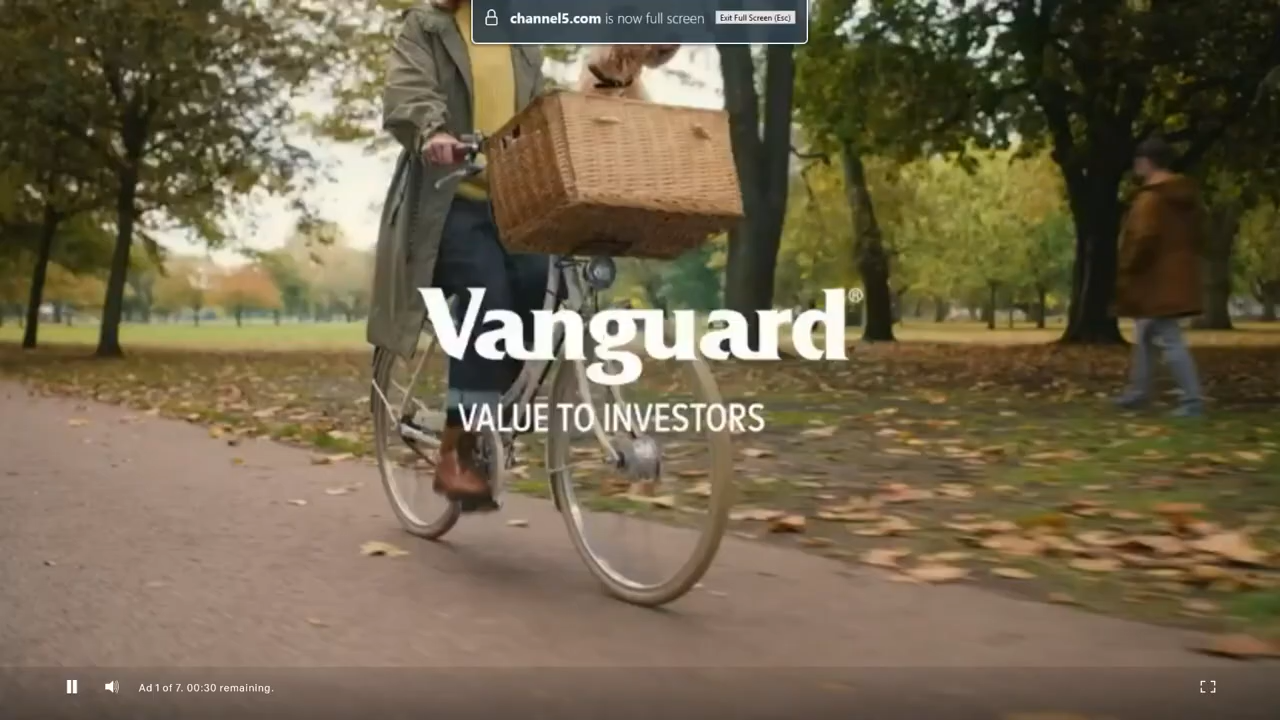 channel5.com is now full screen Exit Full Screen (Esc)
Vanguard®
VALUE TO INVESTORS
Ad 1 of 7. 00:30 remaining.